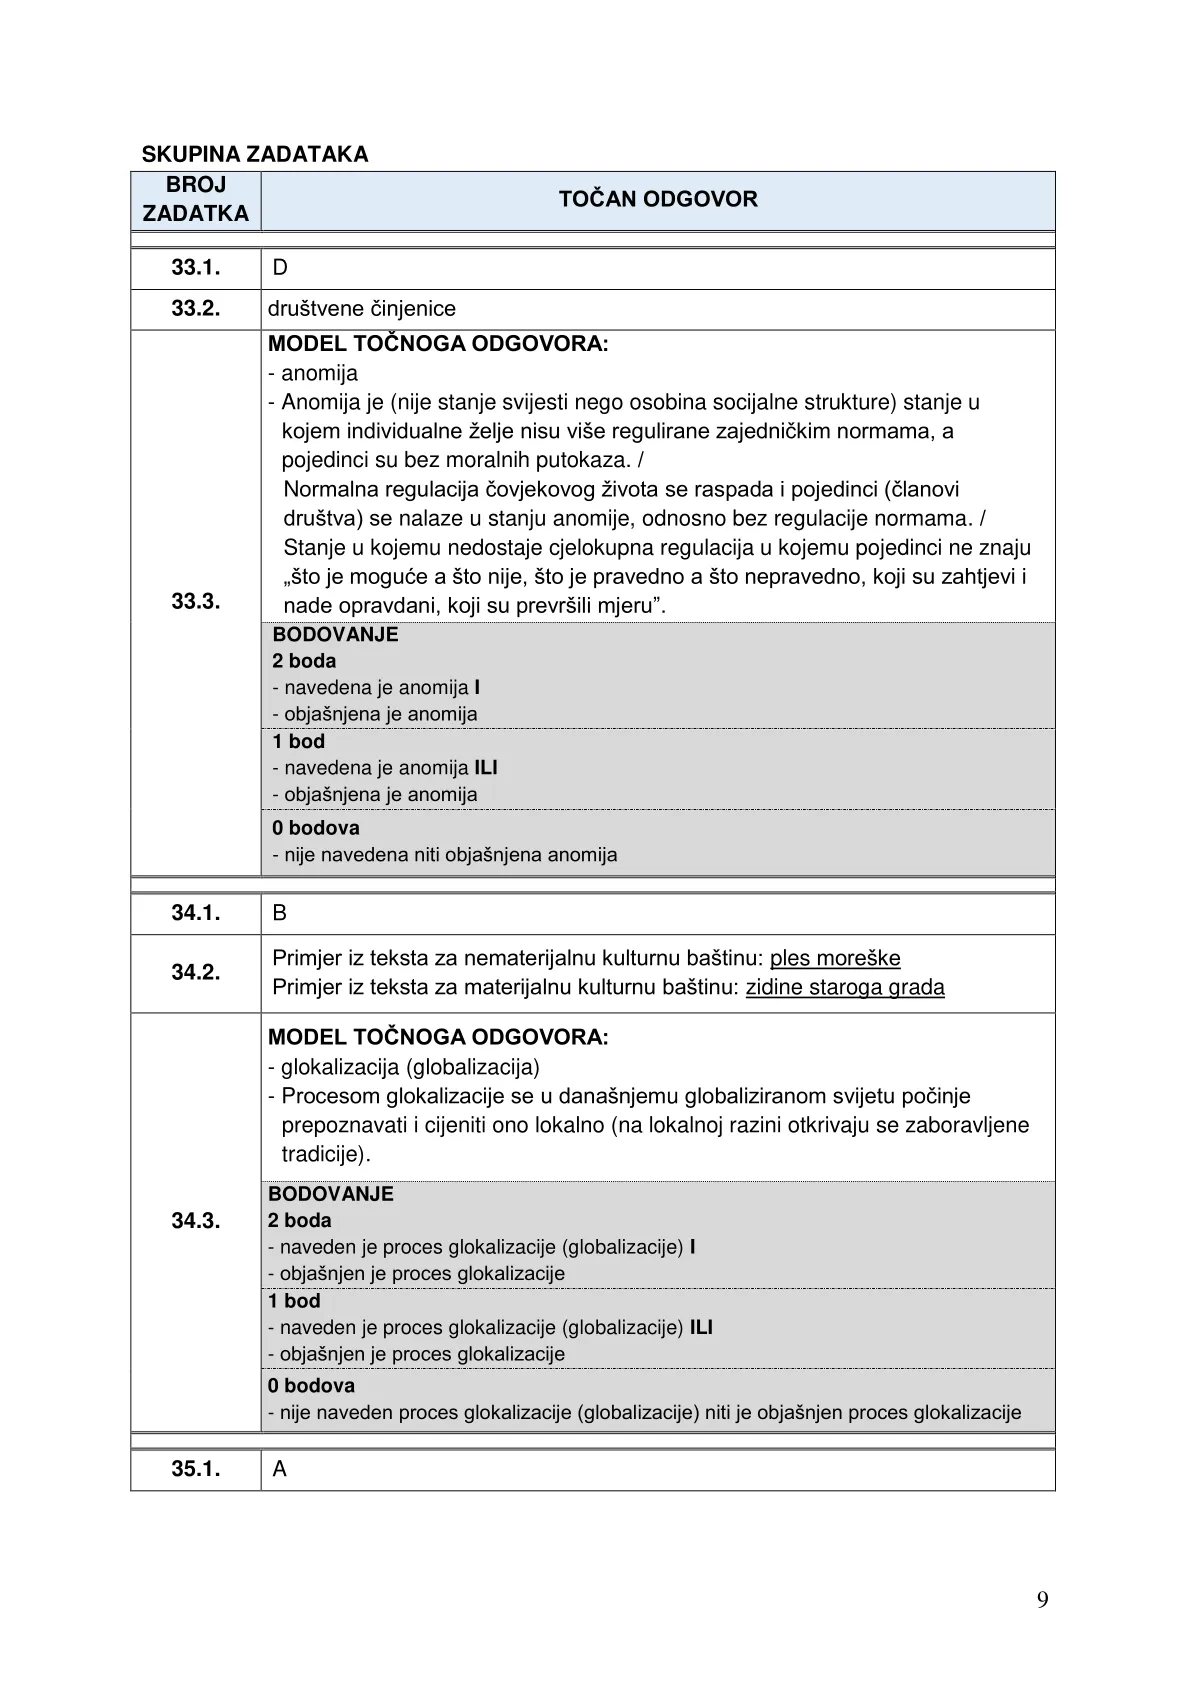 SKUPINA ZADATAKA
BROJ
ZADATKA
TOČAN ODGOVOR
33.1.
D
33.2.
društvene činjenice
33.3.
MODEL TOČNOGA ODGOVORA:
- anomija
- Anomija je (nije stanje svijesti nego osobina socijalne strukture) stanje u
kojem individualne želje nisu više regulirane zajedničkim normama, a
pojedinci su bez moralnih putokaza. /
Normalna regulacija čovjekovog života se raspada i pojedinci (članovi
društva) se nalaze u stanju anomije, odnosno bez regulacije normama. /
Stanje u kojemu nedostaje cjelokupna regulacija u kojemu pojedinci ne znaju
„što je moguće a što nije, što je pravedno a što nepravedno, koji su zahtjevi i
nade opravdani, koji su prevršili mjeru”.
BODOVANJE
2 boda
- navedena je anomija I
- objašnjena je anomija
1 bod
- navedena je anomija ILI
- objašnjena je anomija
0 bodova
- nije navedena niti objašnjena anomija
34.1.
B
34.2.
Primjer iz teksta za nematerijalnu kulturnu baštinu: ples moreške
Primjer iz teksta za materijalnu kulturnu baštinu: zidine staroga grada
34.3.
MODEL TOČNOGA ODGOVORA:
- glokalizacija (globalizacija)
- Procesom glokalizacije se u današnjemu globaliziranom svijetu počinje
prepoznavati i cijeniti ono lokalno (na lokalnoj razini otkrivaju se zaboravljene
tradicije).
BODOVANJE
2 boda
- naveden je proces glokalizacije (globalizacije) I
- objašnjen je proces glokalizacije
1 bod
- naveden je proces glokalizacije (globalizacije) ILI
- objašnjen je proces glokalizacije
0 bodova
- nije naveden proces glokalizacije (globalizacije) niti je objašnjen proces glokalizacije
35.1.
A
9